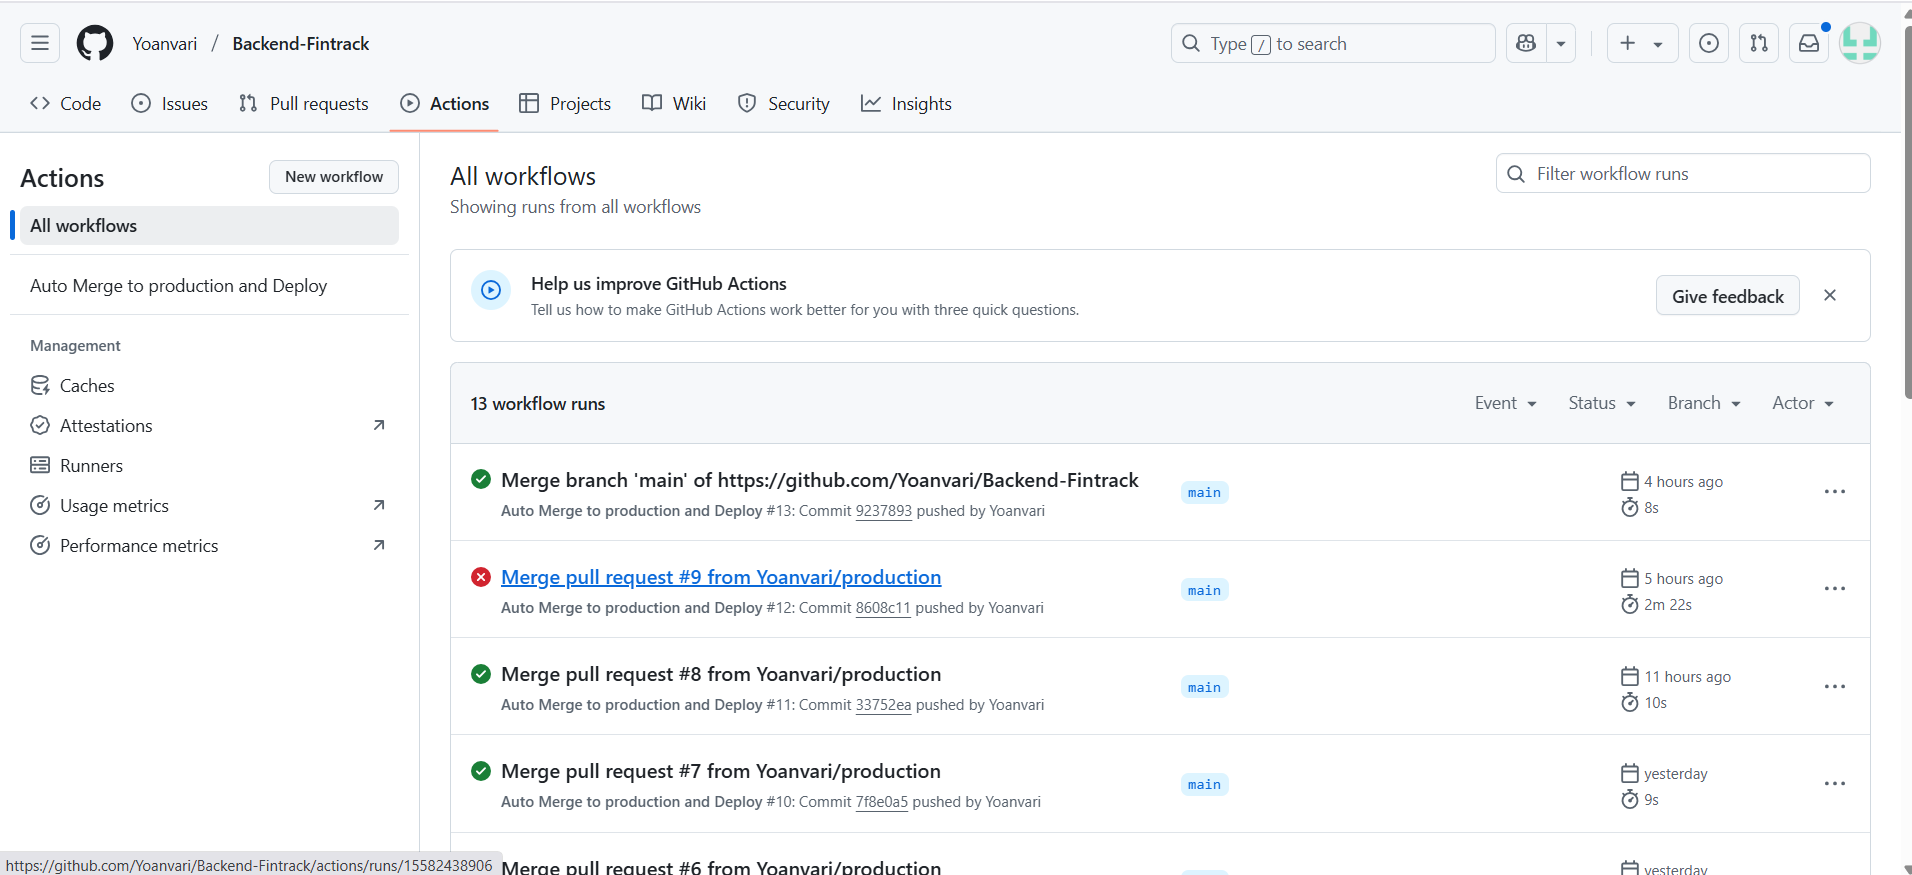 Yoanvari / Backend-Fintrack
Type / to search
Code
Issues
Pull requests
Actions
Projects
Wiki
Security
Insights
Actions
New workflow
All workflows
Auto Merge to production and Deploy
Management
Caches
Attestations
Runners
Usage metrics
Performance metrics
All workflows
Showing runs from all workflows
Filter workflow runs
Help us improve GitHub Actions
Tell us how to make GitHub Actions work better for you with three quick questions.
Give feedback
13 workflow runs
Event
Status
Branch
Actor
Merge branch 'main' of https://github.com/Yoanvari/Backend-Fintrack
Auto Merge to production and Deploy #13: Commit 9237893 pushed by Yoanvari
main
4 hours ago
8s
Merge pull request #9 from Yoanvari/production
Auto Merge to production and Deploy #12: Commit 8608c11 pushed by Yoanvari
main
5 hours ago
2m 22s
Merge pull request #8 from Yoanvari/production
Auto Merge to production and Deploy #11: Commit 33752ea pushed by Yoanvari
main
11 hours ago
10s
Merge pull request #7 from Yoanvari/production
Auto Merge to production and Deploy #10: Commit 7f8e0a5 pushed by Yoanvari
main
yesterday
9s
Merge pull request #6 from Yoanvari/production
yesterday
https://github.com/Yoanvari/Backend-Fintrack/actions/runs/15582438906